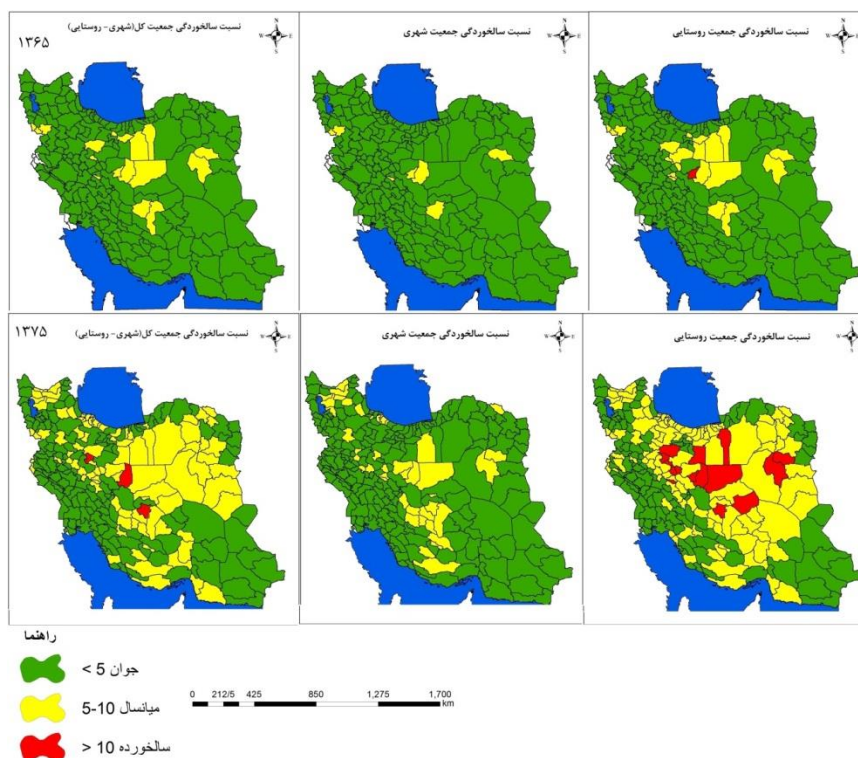 نسبت سالخوردگی جمعیت کل(شهری- روستایی)
۱۳۶۵
N
W
E
S
نسبت سالخوردگی جمعیت شهری
N
W
E
S
نسبت سالخوردگی جمعیت روستایی
N
W
E
S
نسبت سالخوردگی جمعیت کل(شهری- روستایی)
۱۳۷۵
N
W
E
S
نسبت سالخوردگی جمعیت شهری
N
W
E
S
نسبت سالخوردگی جمعیت روستایی
N
W
E
S
راهنما
جوان 5 >
میانسال 10-5
سالخورده 10 <
0 212/5 425 850 1,275 1,700
km